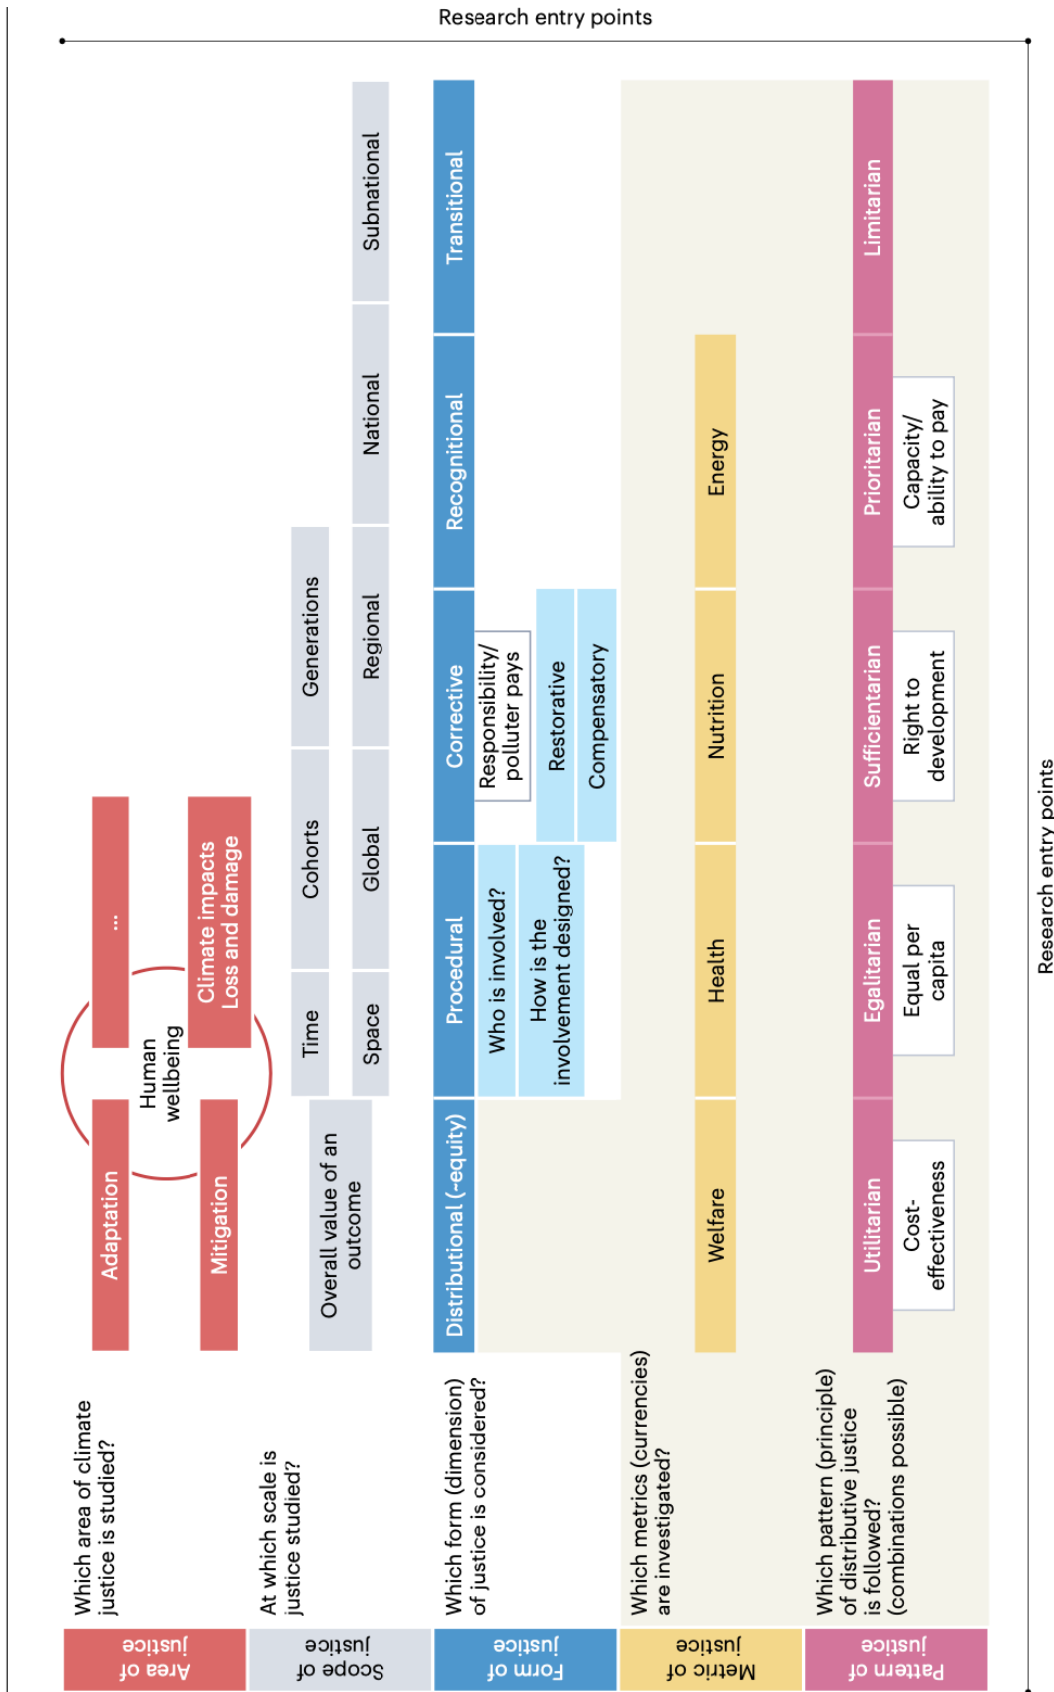 Research entry points
Area of
justice
Which area of climate
justice is studied?
Adaptation
...
Human
wellbeing
Mitigation
Climate impacts
Loss and damage
Scope of
justice
At which scale is
justice studied?
Overall value of an
outcome
Time
Cohorts
Generations
Space
Global
Regional
National
Subnational
Form of
justice
Which form (dimension)
of justice is considered?
Distributional (~equity)
Procedural
Corrective
Recognitional
Transitional
Who is involved?
How is the
involvement designed?
Responsibility/
polluter pays
Restorative
Compensatory
Metric of
justice
Which metrics (currencies)
are investigated?
Welfare
Health
Nutrition
Energy
Pattern of
justice
Which pattern (principle)
of distributive justice
is followed?
(combinations possible)
Utilitarian
Egalitarian
Sufficientarian
Prioritarian
Limitarian
Cost-
effectiveness
Equal per
capita
Right to
development
Capacity/
ability to pay
Research entry points